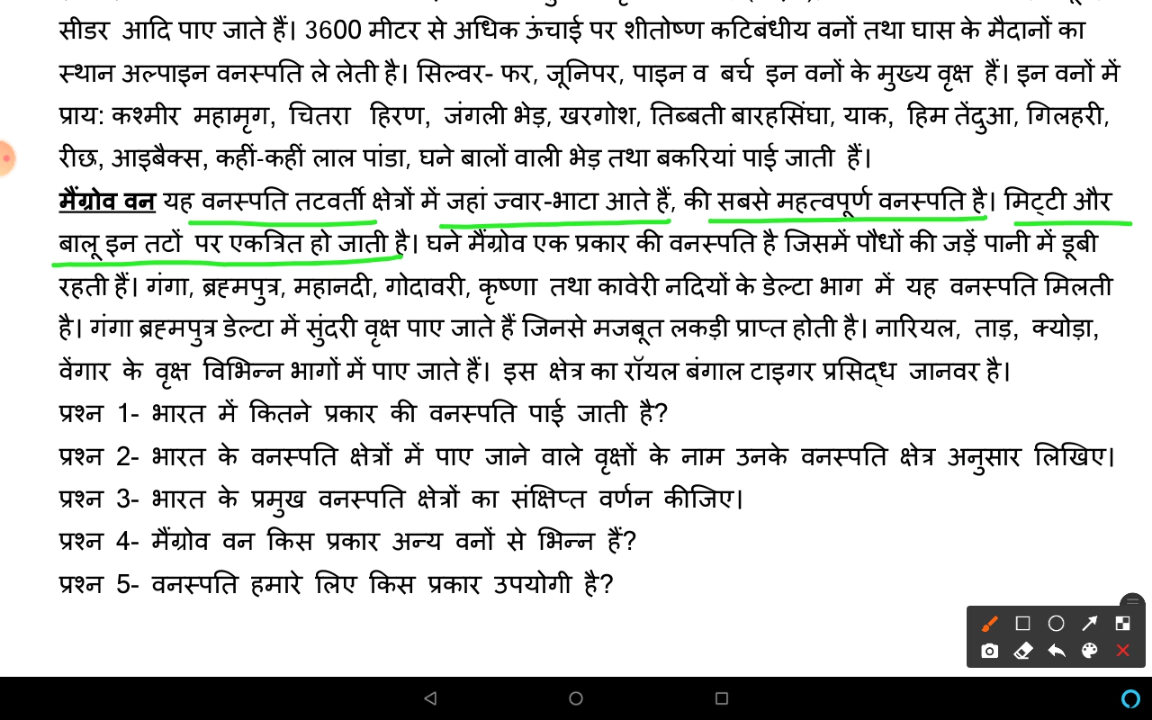 सीडर आदि पाए जाते हैं। 3600 मीटर से अधिक ऊंचाई पर शीतोष्ण कटिबंधीय वनों तथा घास के मैदानों का
स्थान अल्पाइन वनस्पति ले लेती है। सिल्वर- फर, जूनिपर, पाइन व बर्च इन वनों के मुख्य वृक्ष हैं। इन वनों में
प्राय: कश्मीर महामृग, चितरा हिरण, जंगली भेड़, खरगोश, तिब्बती बारहसिंघा, याक, हिम तेंदुआ, गिलहरी,
रीछ, आइबैक्स, कहीं-कहीं लाल पांडा, घने बालों वाली भेड़ तथा बकरियां पाई जाती हैं।
मैंग्रोव वन यह वनस्पति तटवर्ती क्षेत्रों में जहां ज्वार-भाटा आते हैं, की सबसे महत्वपूर्ण वनस्पति है। मिट्टी और
बालू इन तटों पर एकत्रित हो जाती है। घने मैंग्रोव एक प्रकार की वनस्पति है जिसमें पौधों की जड़ें पानी में डूबी
रहती हैं। गंगा, ब्रह्मपुत्र, महानदी, गोदावरी, कृष्णा तथा कावेरी नदियों के डेल्टा भाग में यह वनस्पति मिलती
है। गंगा ब्रह्मपुत्र डेल्टा में सुंदरी वृक्ष पाए जाते हैं जिनसे मजबूत लकड़ी प्राप्त होती है। नारियल, ताड़, क्योड़ा,
वेंगार के वृक्ष विभिन्न भागों में पाए जाते हैं। इस क्षेत्र का रॉयल बंगाल टाइगर प्रसिद्ध जानवर है।
प्रश्न 1- भारत में कितने प्रकार की वनस्पति पाई जाती है?
प्रश्न 2- भारत के वनस्पति क्षेत्रों में पाए जाने वाले वृक्षों के नाम उनके वनस्पति क्षेत्र अनुसार लिखिए।
प्रश्न 3- भारत के प्रमुख वनस्पति क्षेत्रों का संक्षिप्त वर्णन कीजिए।
प्रश्न 4- मैंग्रोव वन किस प्रकार अन्य वनों से भिन्न हैं?
प्रश्न 5- वनस्पति हमारे लिए किस प्रकार उपयोगी है?